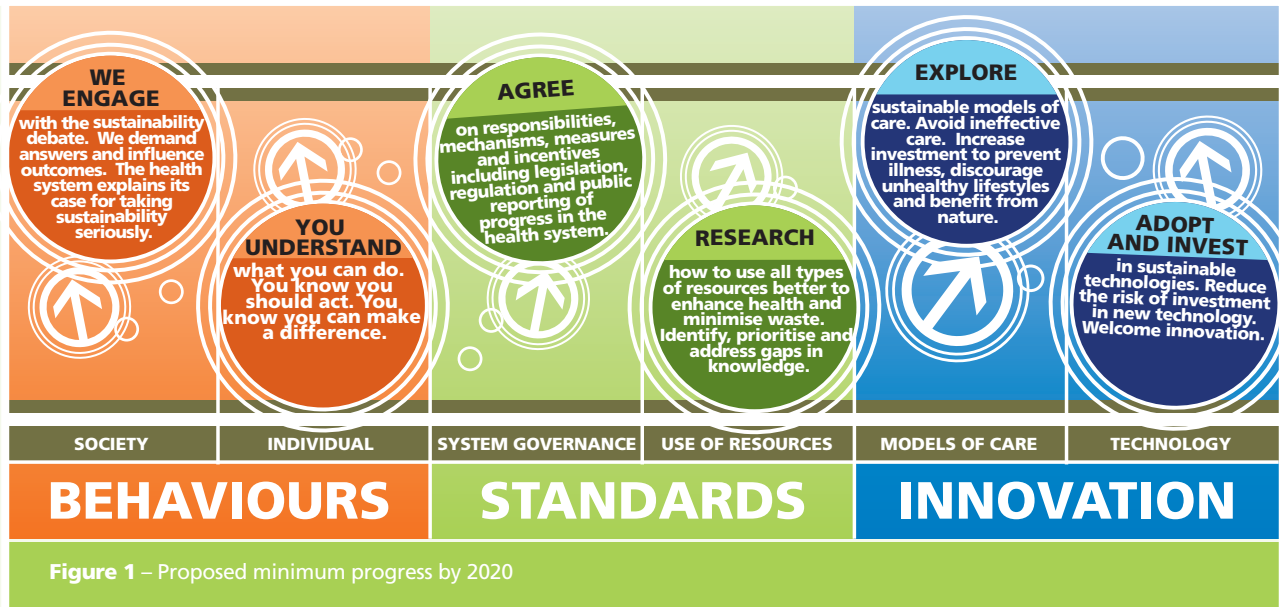 WE
ENGAGE
with the sustainability
debate. We demand
answers and influence
outcomes. The health
system explains its
case for taking
sustainability
seriously.
YOU
UNDERSTAND
what you can do.
You know you
should act. You
know you can make
a difference.
AGREE
on responsibilities,
mechanisms, measures
and incentives
including legislation,
regulation and public
reporting of
progress in the
health system.
RESEARCH
how to use all types
of resources better to
enhance health and
minimise waste.
Identify, prioritise and
address gaps in
knowledge.
EXPLORE
sustainable models of
care. Avoid ineffective
care. Increase
investment to prevent
illness, discourage
unhealthy lifestyles
and benefit from
nature.
ADOPT
AND INVEST
in sustainable
technologies. Reduce
the risk of investment
in new technology.
Welcome innovation.
SOCIETY
INDIVIDUAL
SYSTEM GOVERNANCE
USE OF RESOURCES
MODELS OF CARE
TECHNOLOGY
BEHAVIOURS
STANDARDS
INNOVATION
Figure 1 – Proposed minimum progress by 2020